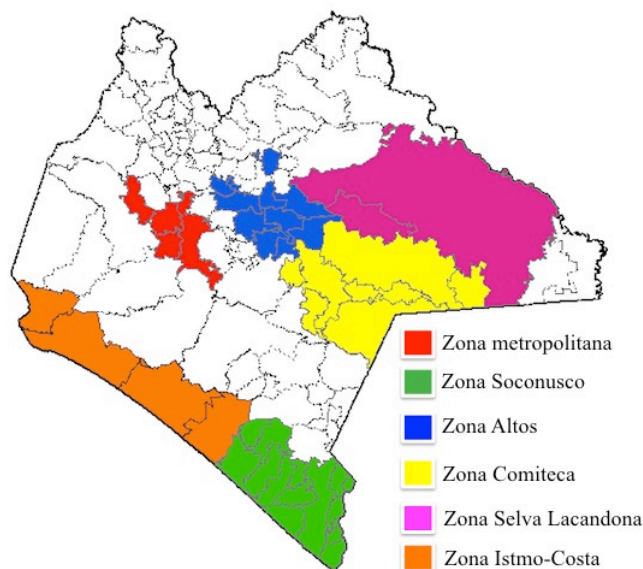 Zona metropolitana
Zona Soconusco
Zona Altos
Zona Comiteca
Zona Selva Lacandona
Zona Istmo-Costa